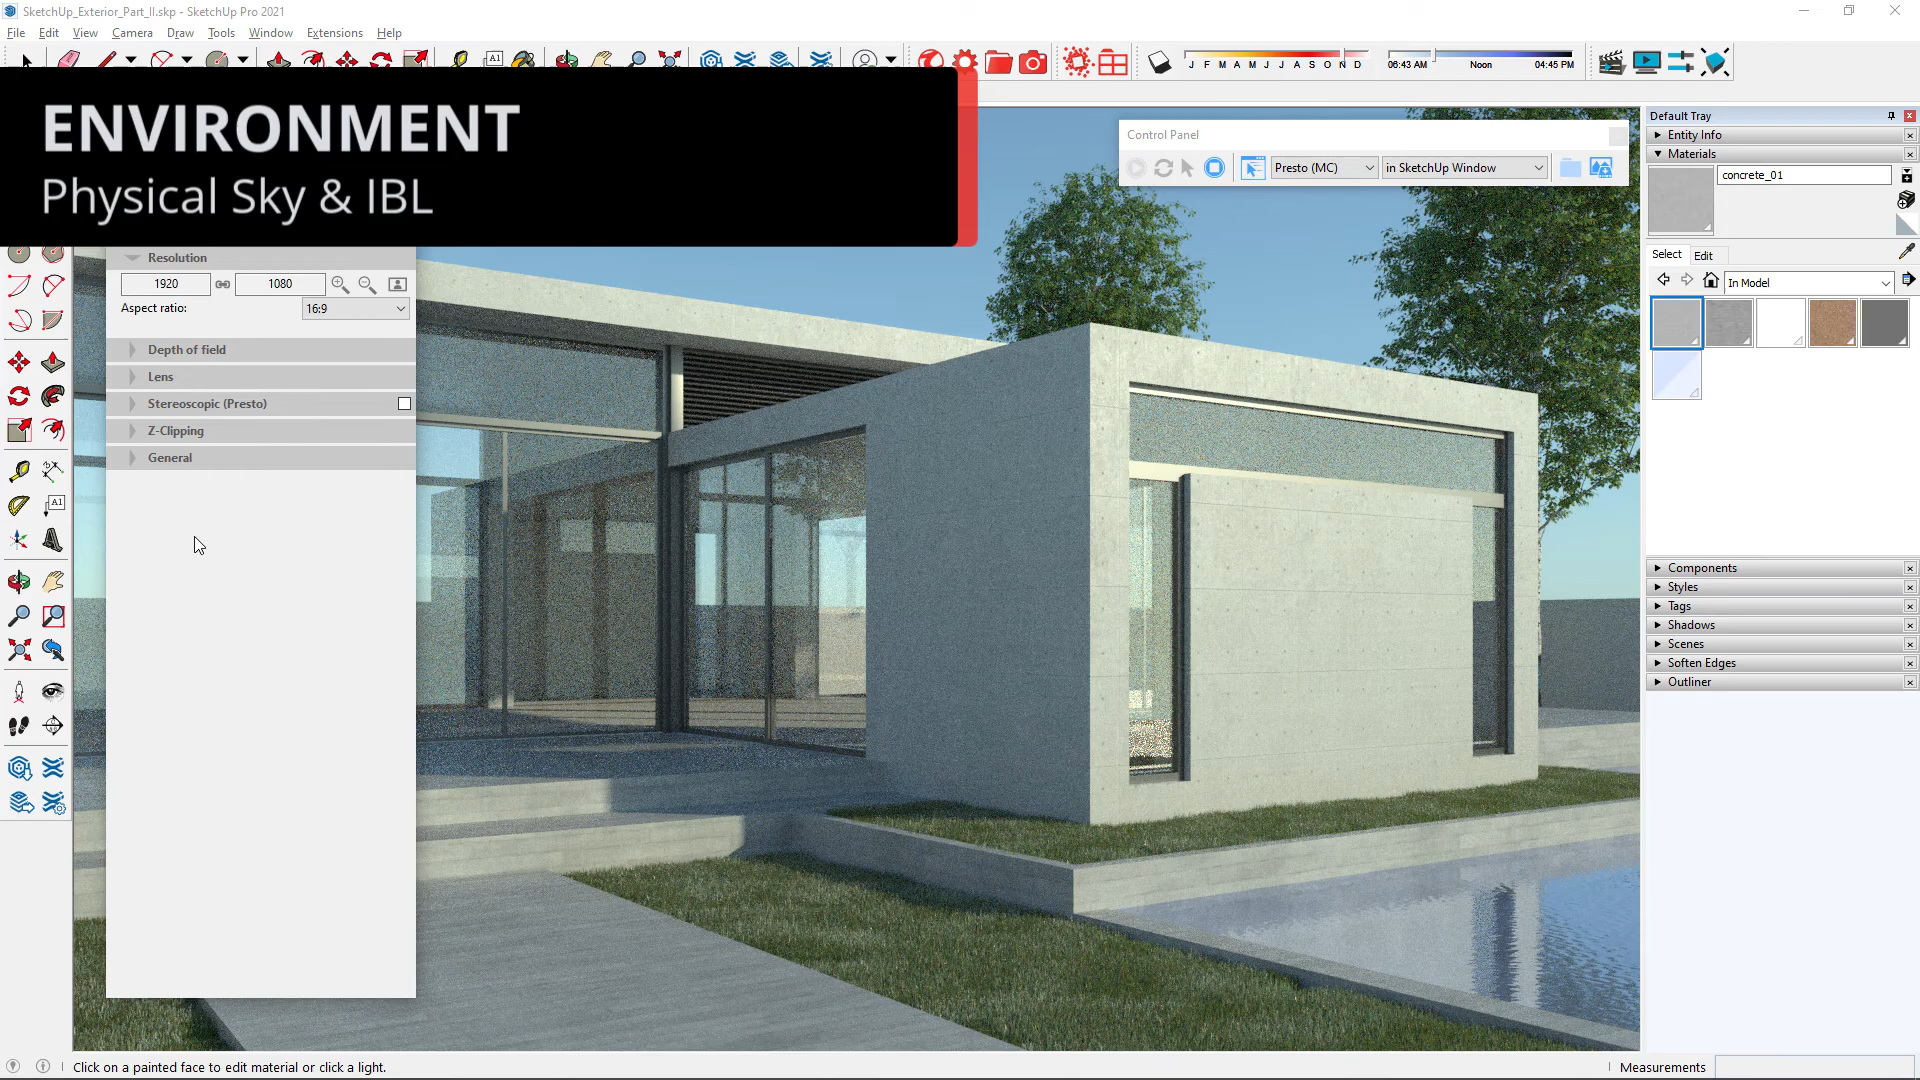 SketchUp_Exterior_Part_II.skp - SketchUp Pro 2021
File Edit View Camera Draw Tools Window Extensions Help
A1
J F M A M J J A S O N D
06:43 AM Noon 04:45 PM
ENVIRONMENT
Physical Sky & IBL
Control Panel
Presto (MC) in SketchUp Window
Resolution
1920 1080
Aspect ratio: 16:9
Depth of field
Lens
Stereoscopic (Presto)
Z-Clipping
General
A1
Default Tray
Entity Info
Materials
concrete_01
Select Edit
In Model
Components
Styles
Tags
Shadows
Scenes
Soften Edges
Outliner
Click on a painted face to edit material or click a light.
Measurements